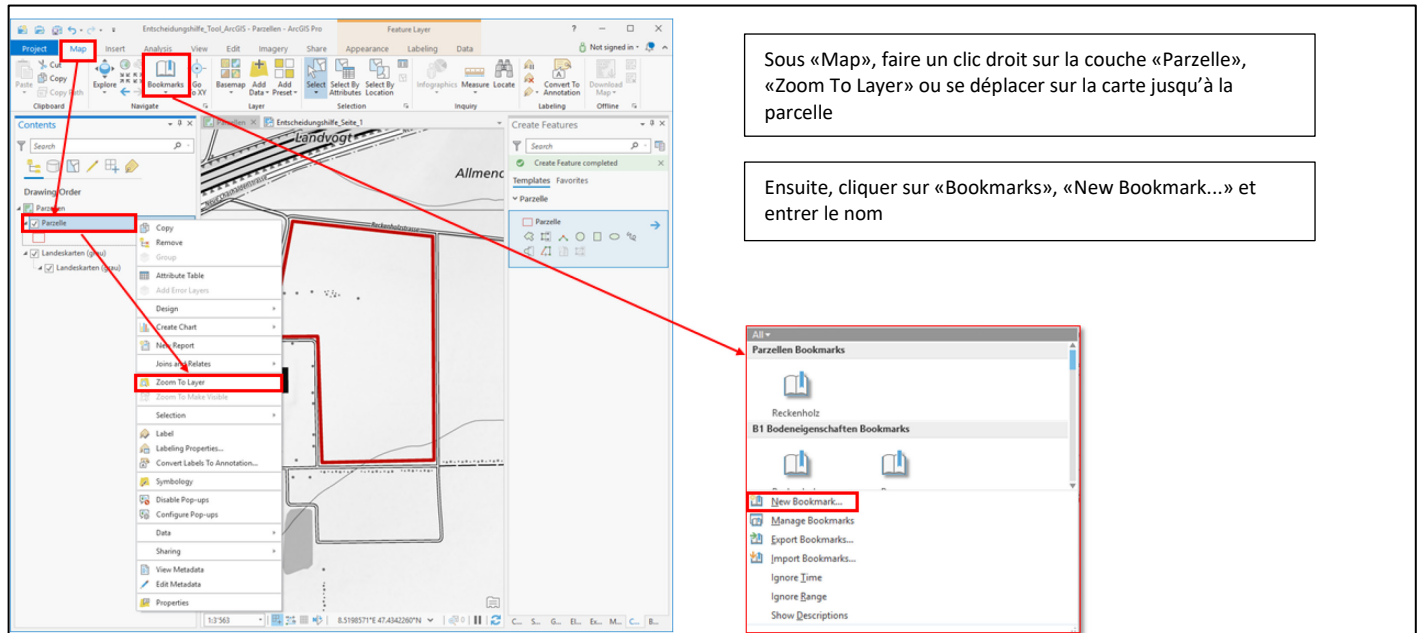 Entscheidungshilfe_Tool_ArcGIS - Parzellen - ArcGIS Pro
Feature Layer
? — □ ×
Project Map Insert Analysis View Edit Imagery Share Appearance Labeling Data
Not signed in
Paste
Cut
Copy
Copy Path
Explore
Bookmarks
Go To XY
Basemap
Add Data
Add Preset
Select
Select By Attributes
Select By Location
Infographics
Measure
Locate
Convert To Annotation
Download Map
Clipboard Navigate Layer Selection Inquiry Labeling Offline
Contents
Search
Drawing Order
Parzellen
Parzelle
Landeskarten (grau)
Landeskarten (grau)
Parzellen × Entscheidungshilfe_Seite_1
Landvogt
Allmend
Reckenholzstrasse
Copy
Remove
Group
Attribute Table
Add Error Layers
Design
Create Chart
New Report
Joins and Relates
Zoom To Layer
Zoom To Make Visible
Selection
Label
Labeling Properties...
Convert Labels To Annotation...
Symbology
Disable Pop-ups
Configure Pop-ups
Data
Sharing
View Metadata
Edit Metadata
Properties
1:3'563
8.5198571°E 47.4342260°N
0
Create Features
Search
Create Feature completed
Templates Favorites
Parzelle
Parzelle
C... S... G... El... Ex... M... C... B...
Sous «Map», faire un clic droit sur la couche «Parzelle»,
«Zoom To Layer» ou se déplacer sur la carte jusqu’à la
parcelle
Ensuite, cliquer sur «Bookmarks», «New Bookmark...» et
entrer le nom
All
Parzellen Bookmarks
Reckenholz
B1 Bodeneigenschaften Bookmarks
New Bookmark...
Manage Bookmarks
Export Bookmarks...
Import Bookmarks...
Ignore Time
Ignore Range
Show Descriptions